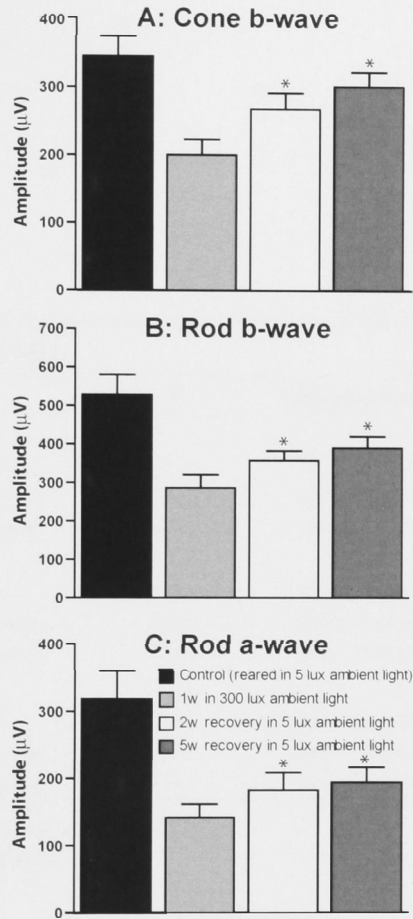 A: Cone b-wave
Amplitude (µV)
400
300
200
100
0
*
*
B: Rod b-wave
Amplitude (µV)
700
600
500
400
300
200
100
0
*
*
C: Rod a-wave
Amplitude (µV)
400
300
200
100
0
Control (reared in 5 lux ambient light)
1w in 300 lux ambient light
2w recovery in 5 lux ambient light
5w recovery in 5 lux ambient light
*
*